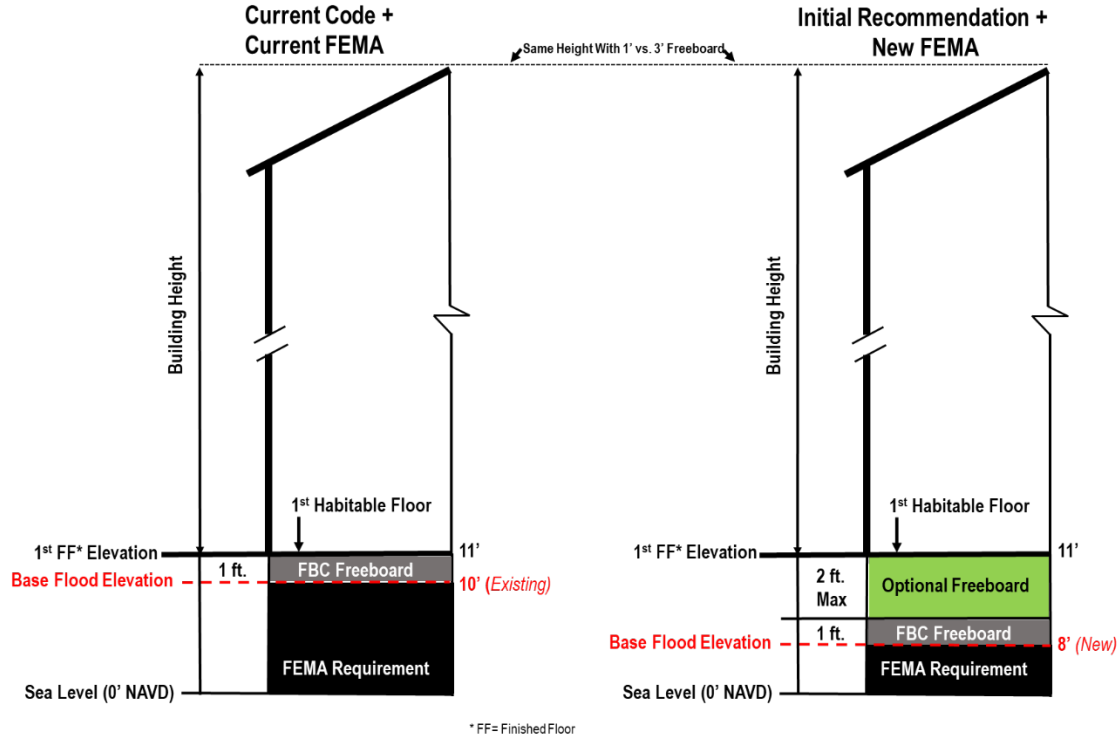 Current Code +
Current FEMA
Same Height With 1' vs. 3' Freeboard
Initial Recommendation +
New FEMA
Building Height
1st Habitable Floor
1st FF* Elevation
11'
1 ft.
FBC Freeboard
Base Flood Elevation
10' (Existing)
FEMA Requirement
Sea Level (0' NAVD)
Building Height
1st Habitable Floor
1st FF* Elevation
11'
2 ft.
Max
Optional Freeboard
1 ft.
FBC Freeboard
Base Flood Elevation
8' (New)
FEMA Requirement
Sea Level (0' NAVD)
* FF= Finished Floor